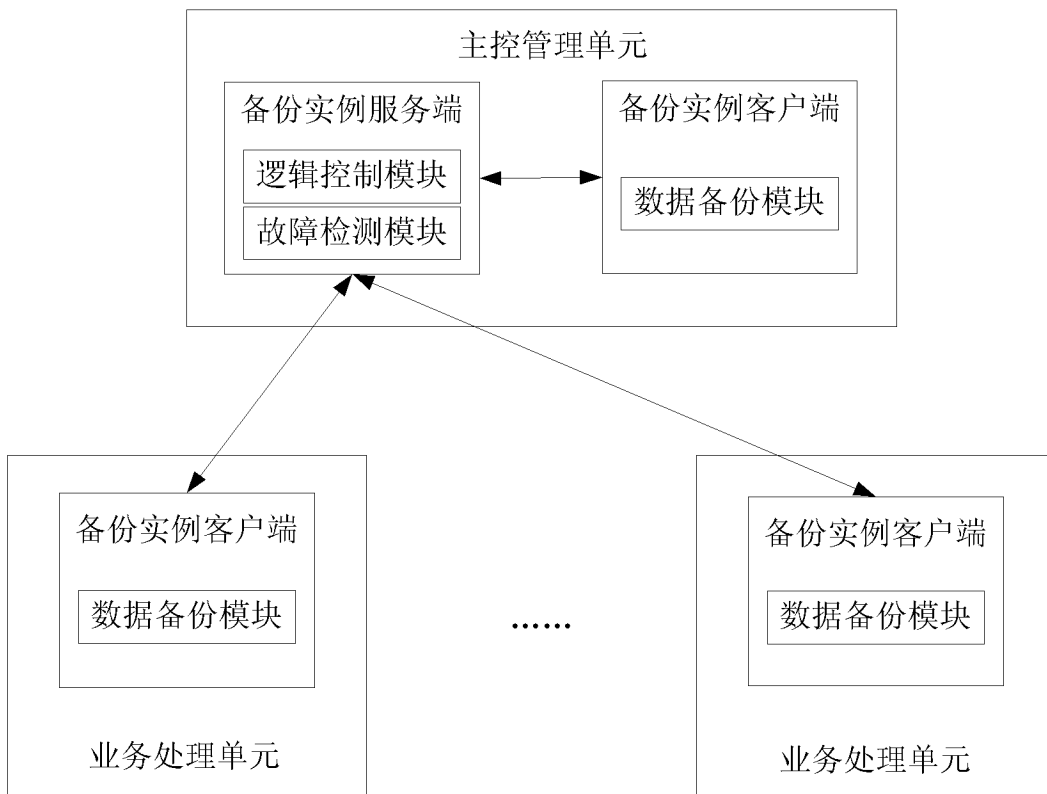 主控管理单元
备份实例服务端
逻辑控制模块
故障检测模块
备份实例客户端
数据备份模块
备份实例客户端
数据备份模块
业务处理单元
……
备份实例客户端
数据备份模块
业务处理单元